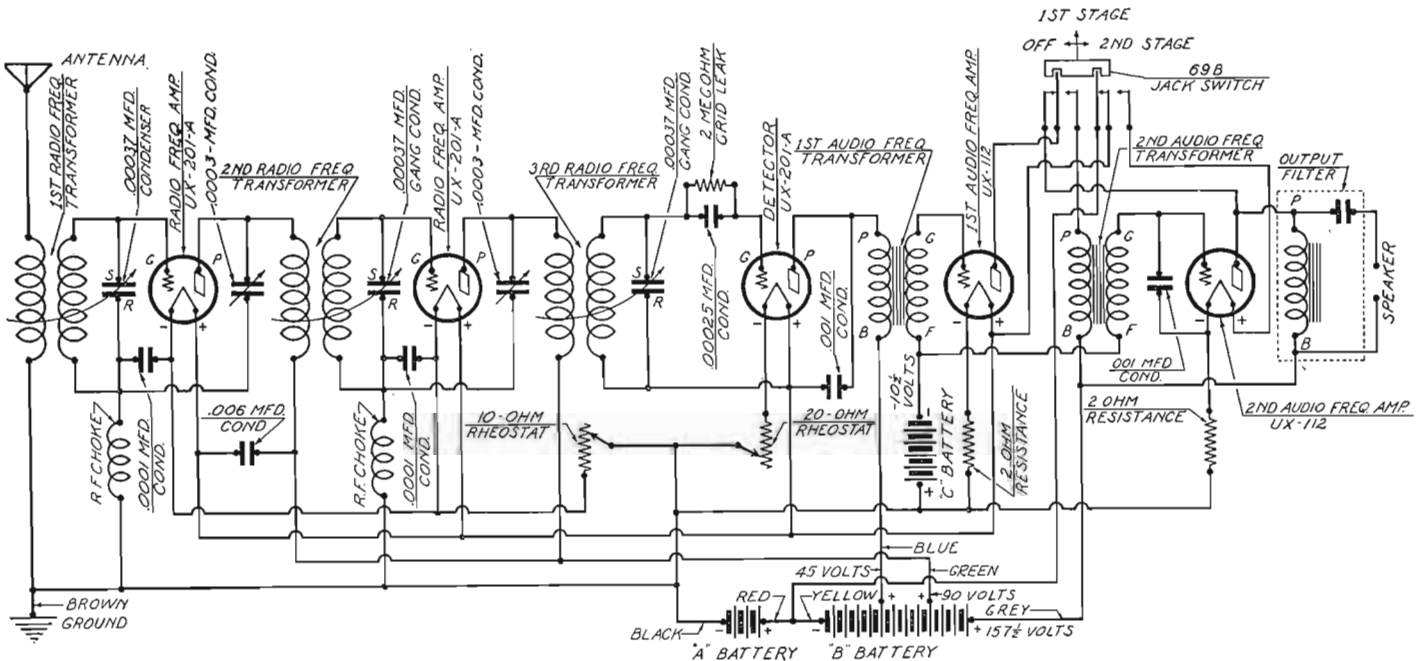 1ST STAGE
OFF 2ND STAGE
69B
JACK SWITCH
ANTENNA
1ST RADIO FREQ.
TRANSFORMER
.00037 MFD.
CONDENSER
RADIO FREQ AMP.
UX-201-A
.0003-MFD. COND.
2ND RADIO FREQ
TRANSFORMER
.00037 MFD.
GANG COND.
RADIO FREQ. AMP.
UX-201-A
.0003-MFD. COND.
3RD RADIO FREQ
TRANSFORMER
.00037 MFD.
GANG COND.
2 MEGOHM
GRID LEAK
DETECTOR
UX-201-A
1ST AUDIO FREQ
TRANSFORMER
1ST AUDIO FREQ AMP.
UX-112
2ND AUDIO FREQ
TRANSFORMER
OUTPUT
FILTER
G P
S
R
- +
G P
S
R
- +
S
R
G P
- +
P G
B F
G P
- +
P G
B F
G P
- +
P
B
SPEAKER
.00025 MFD.
COND.
.001 MFD.
COND.
-10½
VOLTS
.001 MFD
COND.
2 OHM
RESISTANCE
2ND AUDIO FREQ. AMP.
UX-112
R F CHOKE
.0001 MFD.
COND.
.006 MFD.
COND
R.F. CHOKE
.0001 MFD.
COND.
10-OHM
RHEOSTAT
20-OHM
RHEOSTAT
"C" BATTERY
+
2 OHM
RESISTANCE
BLUE
45 VOLTS
GREEN
BROWN
GROUND
BLACK
RED
YELLOW
+ +
90 VOLTS
GREY
- + - + 157½ VOLTS
"A" BATTERY
"B" BATTERY